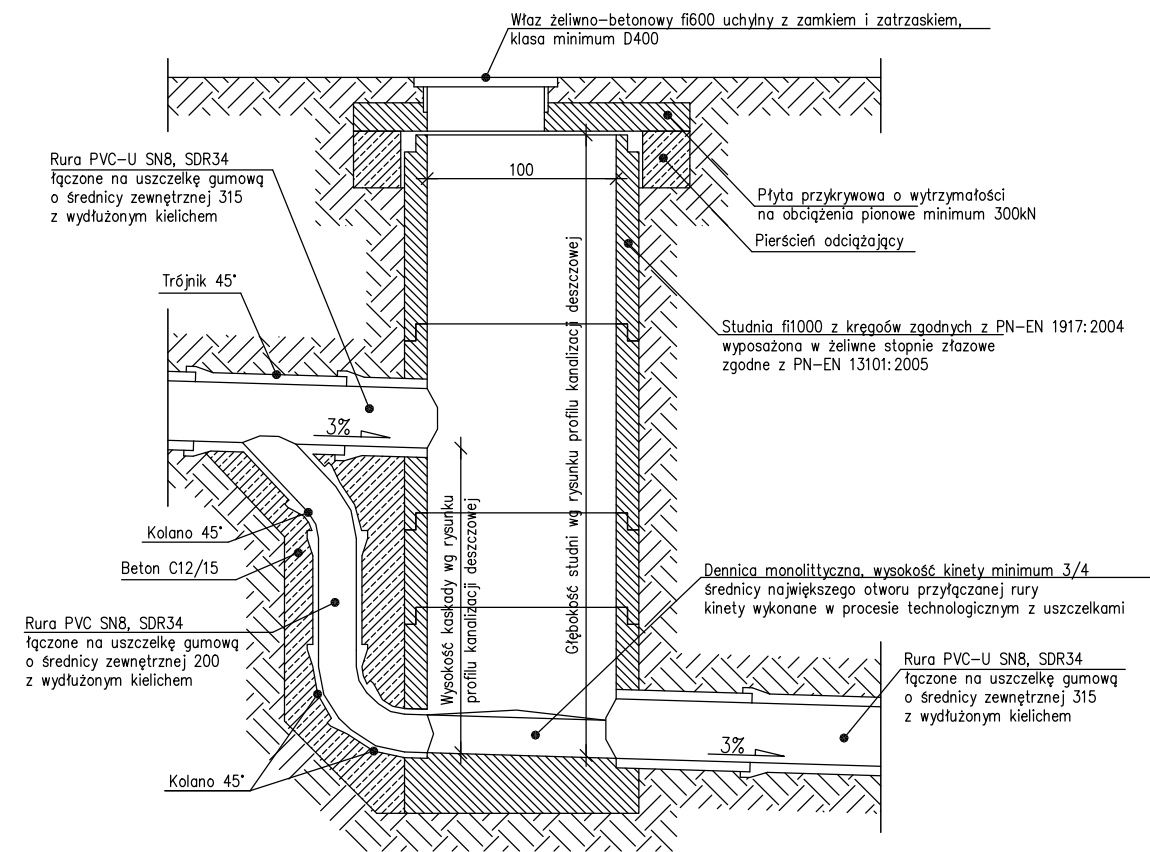 Właz żeliwno-betonowy fi600 uchylny z zamkiem i zatrzaskiem,
klasa minimum D400
Rura PVC-U SN8, SDR34
łączone na uszczelkę gumową
o średnicy zewnętrznej 315
z wydłużonym kielichem
100
Płyta przykrywowa o wytrzymałości
na obciążenia pionowe minimum 300kN
Pierścień odciążający
Trójnik 45°
Studnia fi1000 z kręgoów zgodnych z PN-EN 1917:2004
wyposażona w żeliwne stopnie złazowe
zgodne z PN-EN 13101:2005
3%
Głębokość studni wg rysunku profilu kanalizacji deszczowej
Wysokość kaskady wg rysunku
profilu kanalizacji deszczowej
Kolano 45°
Beton C12/15
Dennica monolittyczna, wysokość kinety minimum 3/4
średnicy największego otworu przyłączanej rury
kinety wykonane w procesie technologicznym z uszczelkami
Rura PVC SN8, SDR34
łączone na uszczelkę gumową
o średnicy zewnętrznej 200
z wydłużonym kielichem
Rura PVC-U SN8, SDR34
łączone na uszczelkę gumową
o średnicy zewnętrznej 315
z wydłużonym kielichem
3%
Kolano 45°